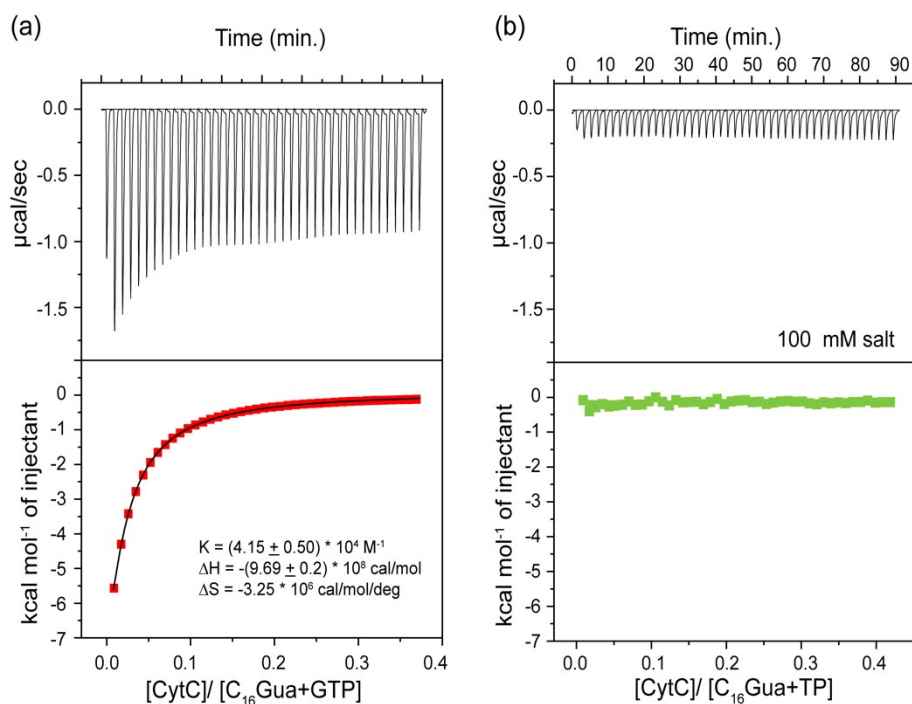 (a)
Time (min.)
0.0
-0.5
-1.0
-1.5
µcal/sec
0
-1
-2
-3
-4
-5
-6
-7
kcal mol⁻¹ of injectant
K = (4.15 ± 0.50) * 10⁴ M⁻¹
ΔH = -(9.69 ± 0.2) * 10⁸ cal/mol
ΔS = -3.25 * 10⁶ cal/mol/deg
0.0 0.1 0.2 0.3 0.4
[CytC]/ [C₁₆Gua+GTP]
(b)
Time (min.)
0 10 20 30 40 50 60 70 80 90
0.0
-0.5
-1.0
-1.5
µcal/sec
100 mM salt
0
-1
-2
-3
-4
-5
-6
-7
kcal mol⁻¹ of injectant
0.0 0.1 0.2 0.3 0.4
[CytC]/ [C₁₆Gua+TP]